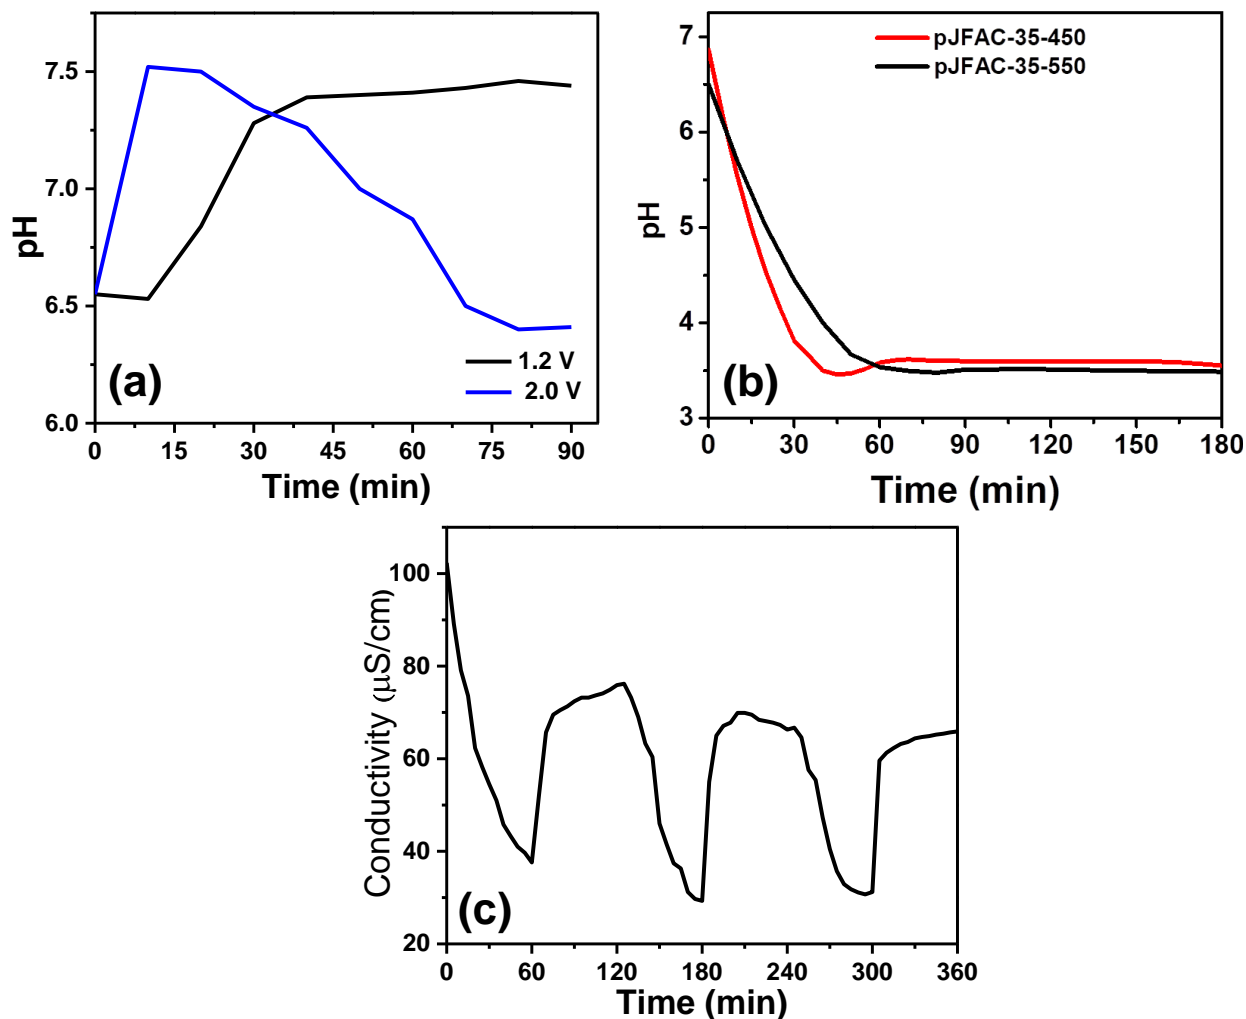 pH
7.5
7.0
6.5
6.0
(a)
1.2 V
2.0 V
0 15 30 45 60 75 90
Time (min)
pH
7
6
5
4
3
pJFAC-35-450
pJFAC-35-550
(b)
0 30 60 90 120 150 180
Time (min)
Conductivity (μS/cm)
100
80
60
40
20
(c)
0 60 120 180 240 300 360
Time (min)